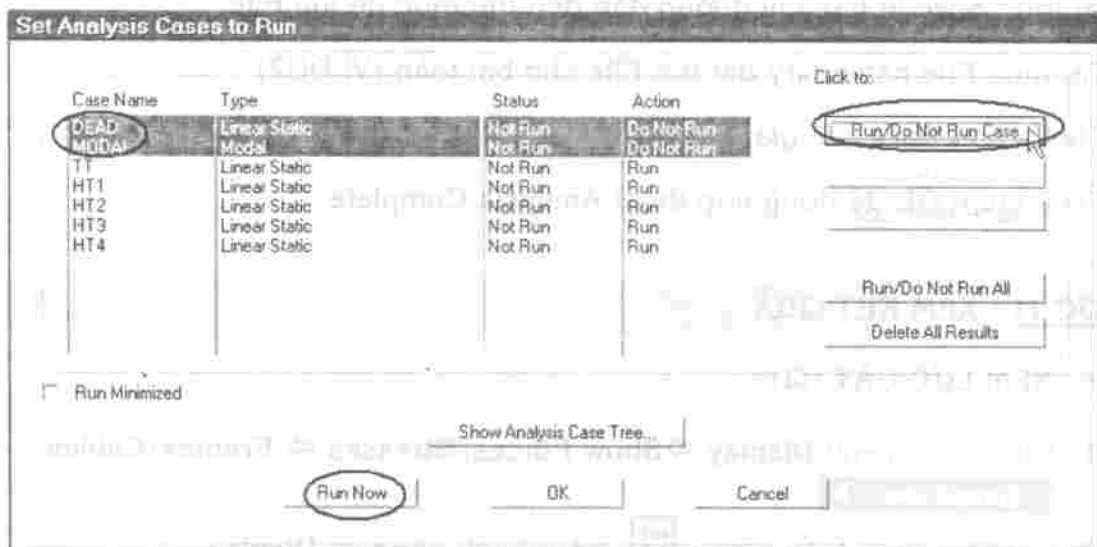 Set Analysis Cases to Run
Case Name Type Status Action
Click to:
DEAD Linear Static Not Run Do Not Run
MODAL Modal Not Run Do Not Run
TT Linear Static Not Run Run
HT1 Linear Static Not Run Run
HT2 Linear Static Not Run Run
HT3 Linear Static Not Run Run
HT4 Linear Static Not Run Run
Run/Do Not Run Case
Run/Do Not Run All
Delete All Results
Run Minimized
Show Analysis Case Tree...
Run Now OK Cancel